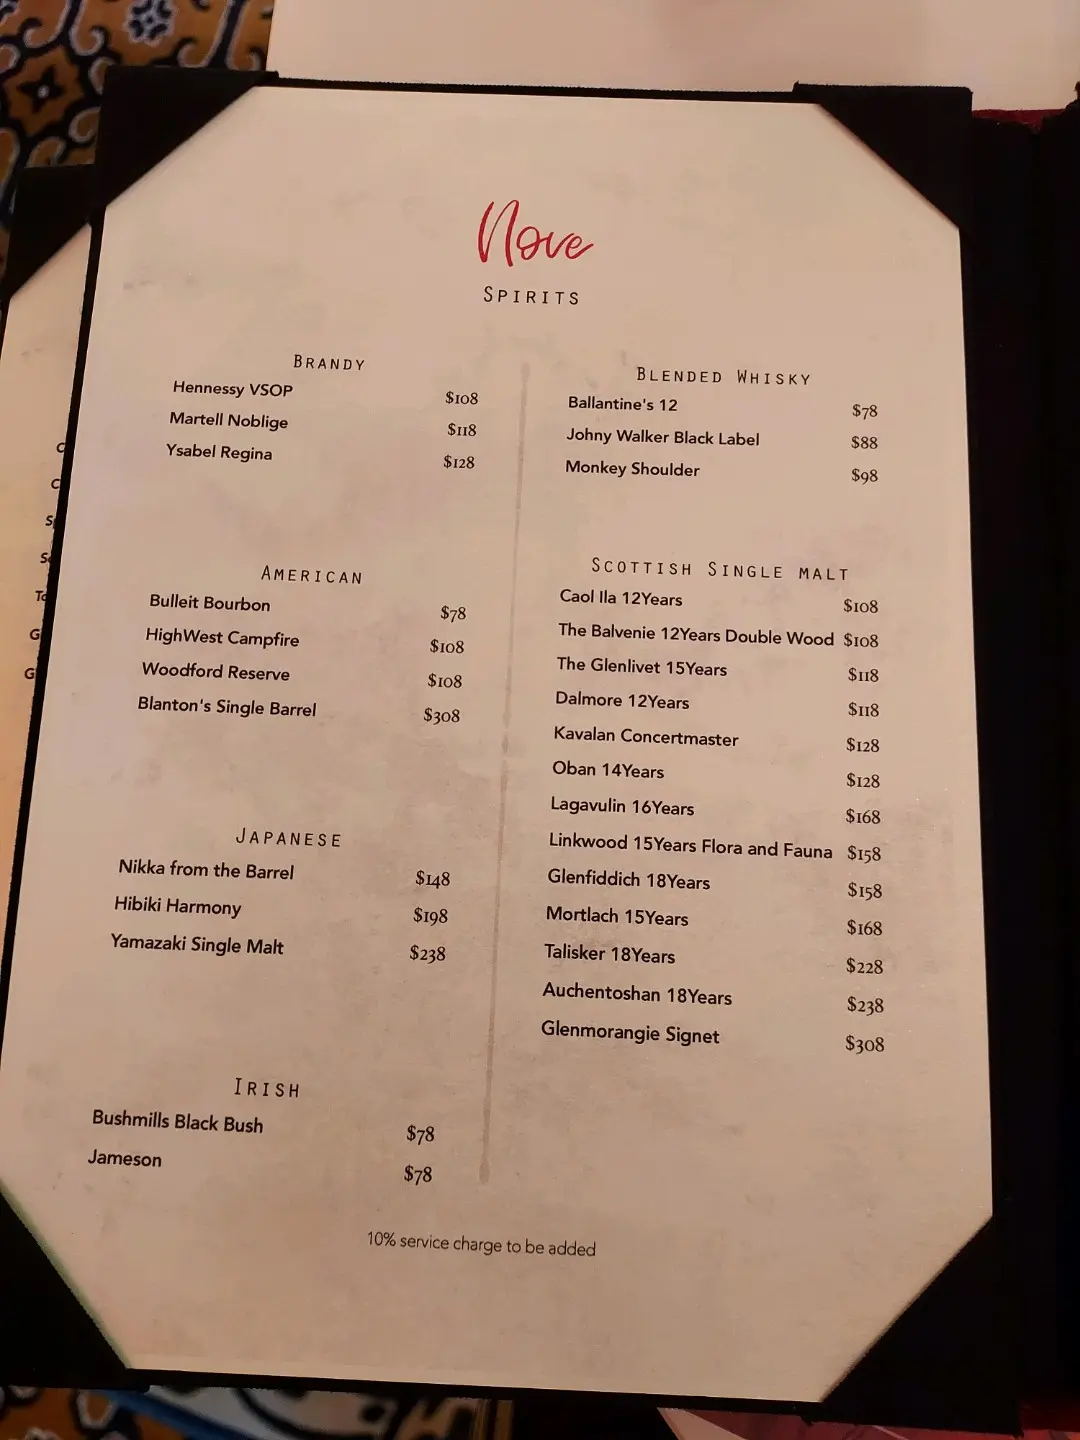 Nove
SPIRITS
BRANDY
Hennessy VSOP $108
Martell Noblige $118
Ysabel Regina $128
AMERICAN
Bulleit Bourbon $78
HighWest Campfire $108
Woodford Reserve $108
Blanton's Single Barrel $308
JAPANESE
Nikka from the Barrel $148
Hibiki Harmony $198
Yamazaki Single Malt $238
IRISH
Bushmills Black Bush $78
Jameson $78
BLENDED WHISKY
Ballantine's 12 $78
Johny Walker Black Label $88
Monkey Shoulder $98
SCOTTISH SINGLE MALT
Caol Ila 12Years $108
The Balvenie 12Years Double Wood $108
The Glenlivet 15Years $118
Dalmore 12Years $118
Kavalan Concertmaster $128
Oban 14Years $128
Lagavulin 16Years $168
Linkwood 15Years Flora and Fauna $158
Glenfiddich 18Years $158
Mortlach 15Years $168
Talisker 18Years $228
Auchentoshan 18Years $238
Glenmorangie Signet $308
10% service charge to be added